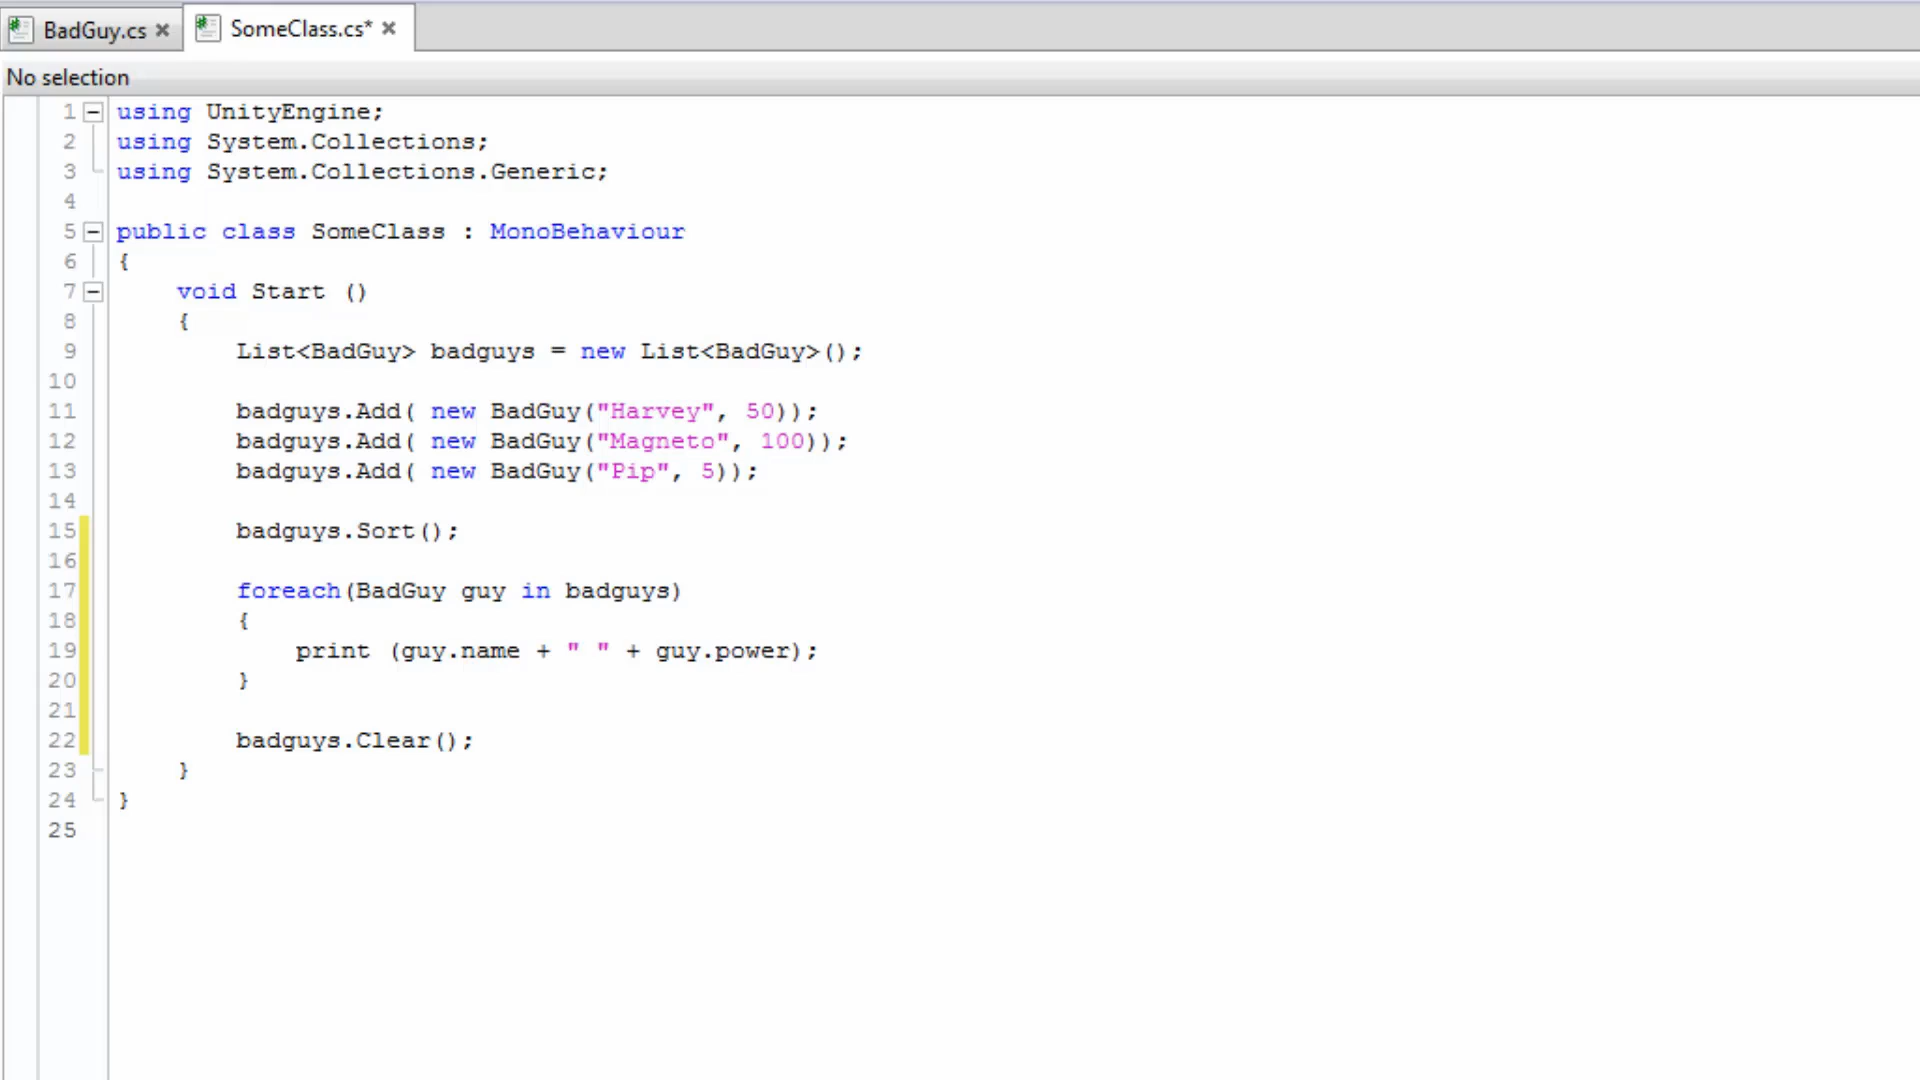 BadGuy.cs × SomeClass.cs* ×
No selection
1 using UnityEngine;
2 using System.Collections;
3 using System.Collections.Generic;
4
5 public class SomeClass : MonoBehaviour
6 {
7     void Start ()
8     {
9         List<BadGuy> badguys = new List<BadGuy>();
10
11         badguys.Add( new BadGuy("Harvey", 50));
12         badguys.Add( new BadGuy("Magneto", 100));
13         badguys.Add( new BadGuy("Pip", 5));
14
15         badguys.Sort();
16
17         foreach(BadGuy guy in badguys)
18         {
19             print (guy.name + " " + guy.power);
20         }
21
22         badguys.Clear();
23     }
24 }
25